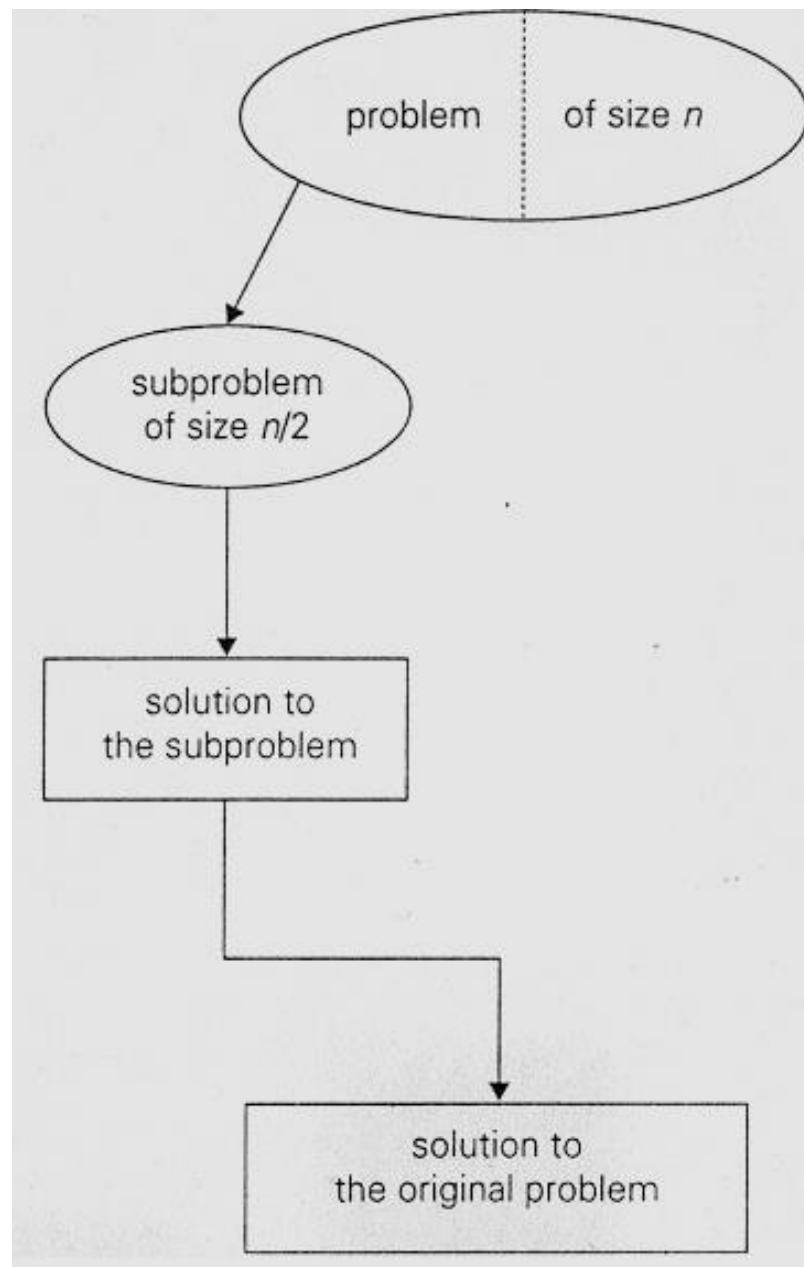 problem of size n
subproblem
of size n/2
solution to
the subproblem
solution to
the original problem